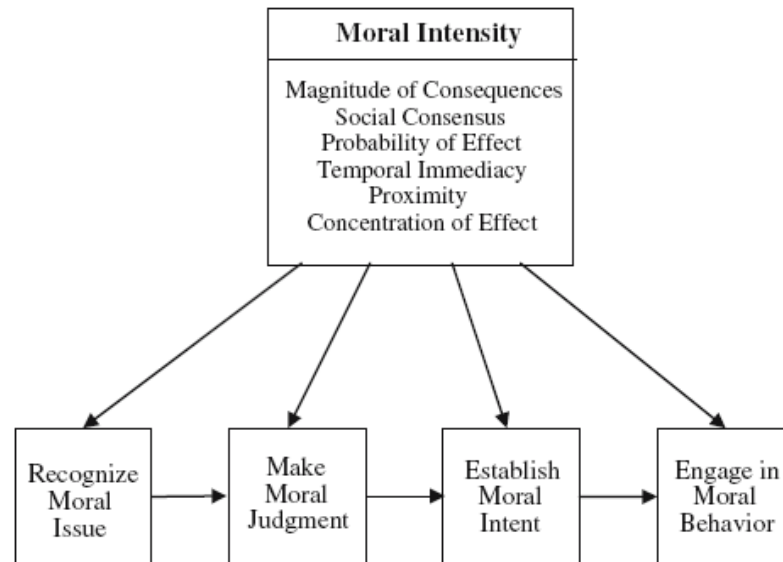 Moral Intensity
Magnitude of Consequences
Social Consensus
Probability of Effect
Temporal Immediacy
Proximity
Concentration of Effect
Recognize
Moral
Issue
Make
Moral
Judgment
Establish
Moral
Intent
Engage in
Moral
Behavior